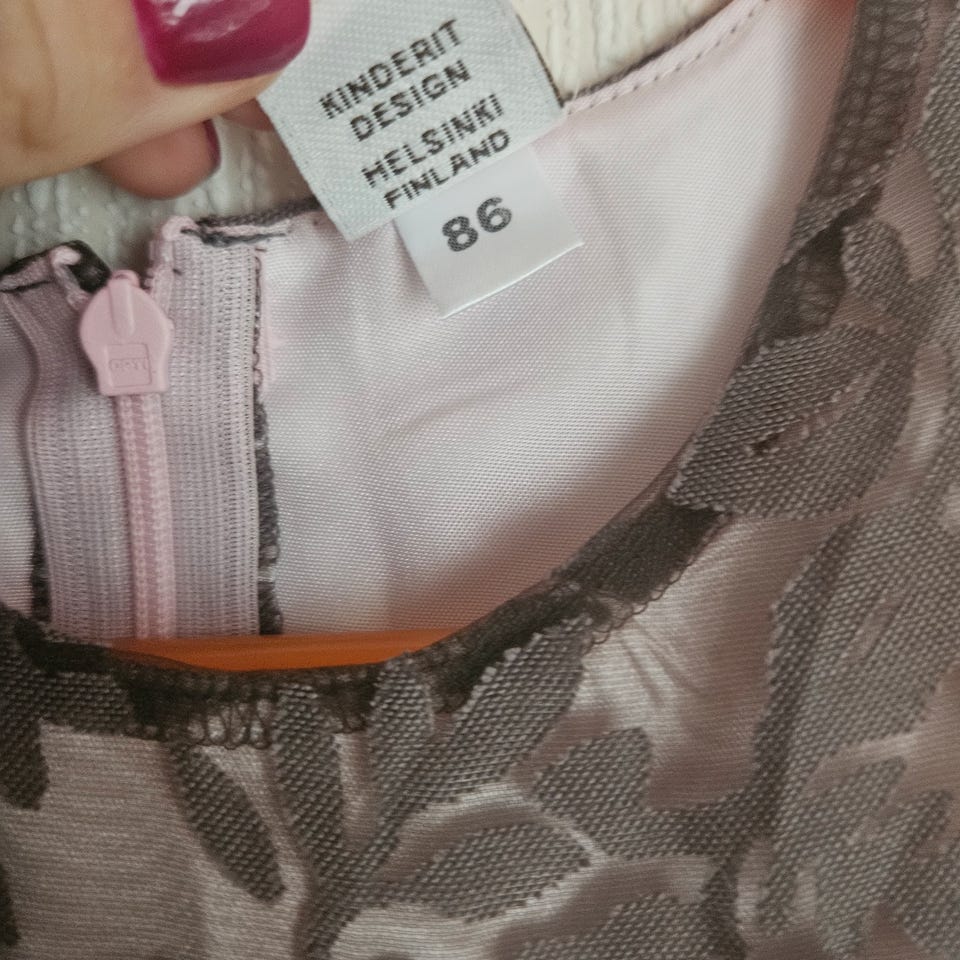 KINDERIT
DESIGN
HELSINKI
FINLAND
86